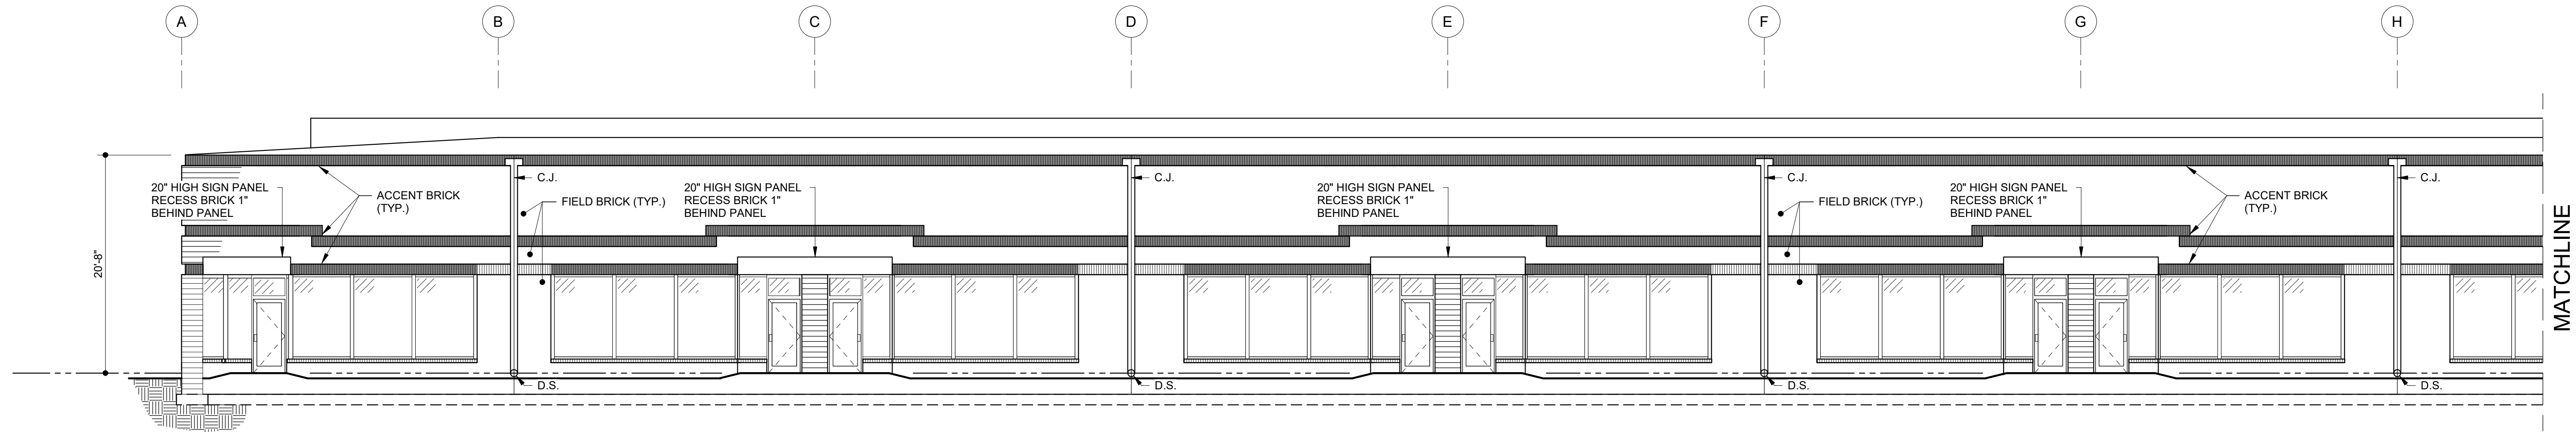 A
B
C
D
E
F
G
H
20'-8"
20" HIGH SIGN PANEL
RECESS BRICK 1"
BEHIND PANEL
ACCENT BRICK
(TYP.)
C.J.
FIELD BRICK (TYP.)
20" HIGH SIGN PANEL
RECESS BRICK 1"
BEHIND PANEL
C.J.
20" HIGH SIGN PANEL
RECESS BRICK 1"
BEHIND PANEL
C.J.
FIELD BRICK (TYP.)
20" HIGH SIGN PANEL
RECESS BRICK 1"
BEHIND PANEL
ACCENT BRICK
(TYP.)
C.J.
D.S.
D.S.
D.S.
D.S.
MATCHLINE